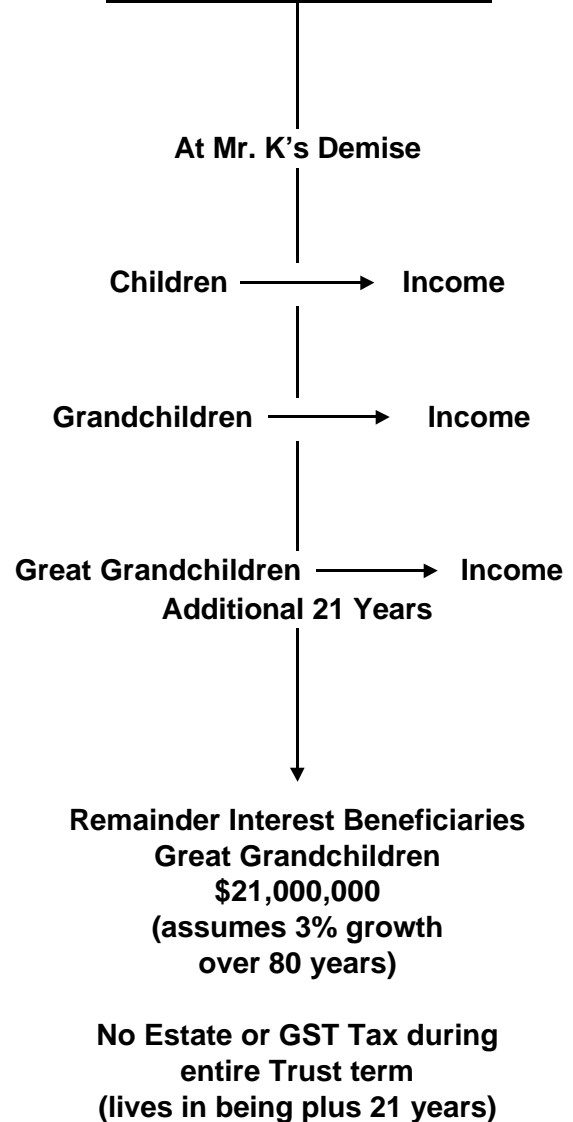 At Mr. K’s Demise
Children Income
Grandchildren Income
Great Grandchildren Income
Additional 21 Years
Remainder Interest Beneficiaries
Great Grandchildren
$21,000,000
(assumes 3% growth
over 80 years)
No Estate or GST Tax during
entire Trust term
(lives in being plus 21 years)